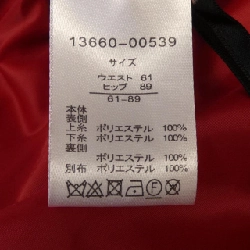 13660-00539
サイズ
ウエスト 61
ヒップ 89
61-89
本体
表側
上糸 ポリエステル 100%
下糸 ポリエステル 100%
裏側
ポリエステル 100%
別布 ポリエステル 100%